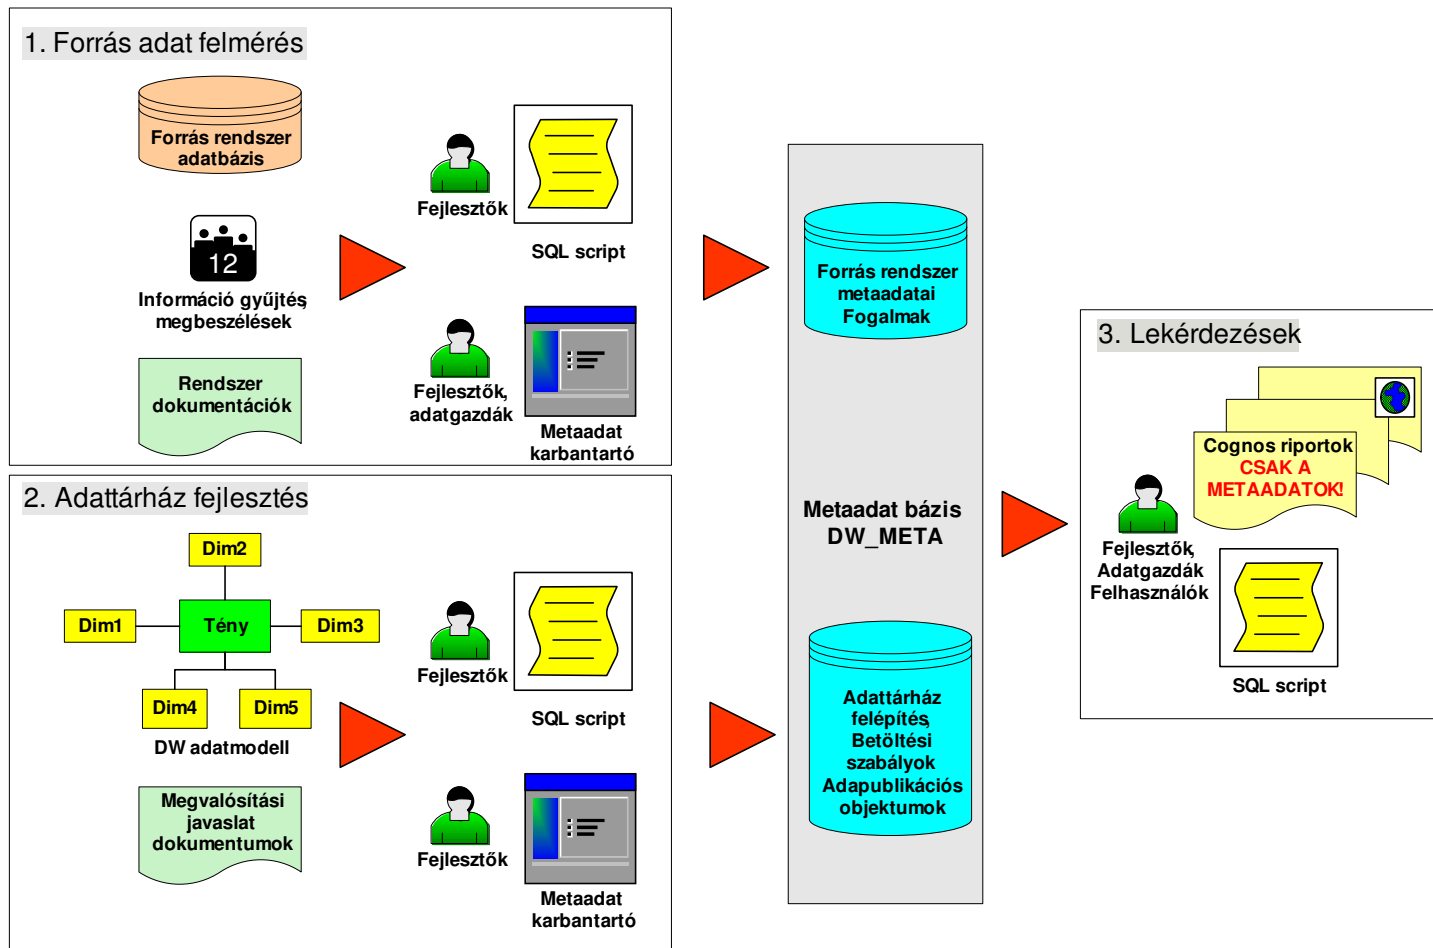 1. Forrás adat felmérés
Forrás rendszer
adatbázis
12
Információ gyűjtés,
megbeszélések
Rendszer
dokumentációk
Fejlesztők
SQL script
Fejlesztők,
adatgazdák
Metaadat
karbantartó
2. Adattárház fejlesztés
Dim2
Dim1
Tény
Dim3
Dim4
Dim5
DW adatmodell
Megvalósítási
javaslat
dokumentumok
Fejlesztők
SQL script
Fejlesztők
Metaadat
karbantartó
Forrás rendszer
metaadatai
Fogalmak
Metaadat bázis
DW_META
Adattárház
felépítés,
Betöltési
szabályok
Adapublikációs
objektumok
3. Lekérdezések
Cognos riportok
CSAK A
METAADATOK!
Fejlesztők,
Adatgazdák
Felhasználók
SQL script